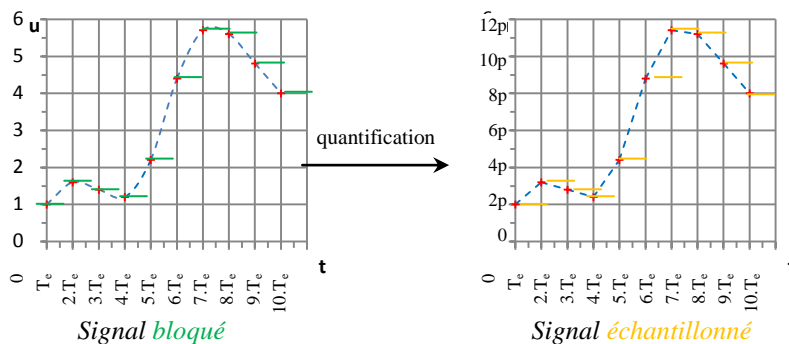 6
u
5
4
3
2
1
0
0
Te
2.Te
3.Te
4.Te
5.Te
6.Te
7.Te
8.Te
9.Te
10.Te
t
Signal bloqué
quantification
12p
10p
8p
6p
4p
2p
0
0
Te
2.Te
3.Te
4.Te
5.Te
6.Te
7.Te
8.Te
9.Te
10.Te
Signal échantillonné